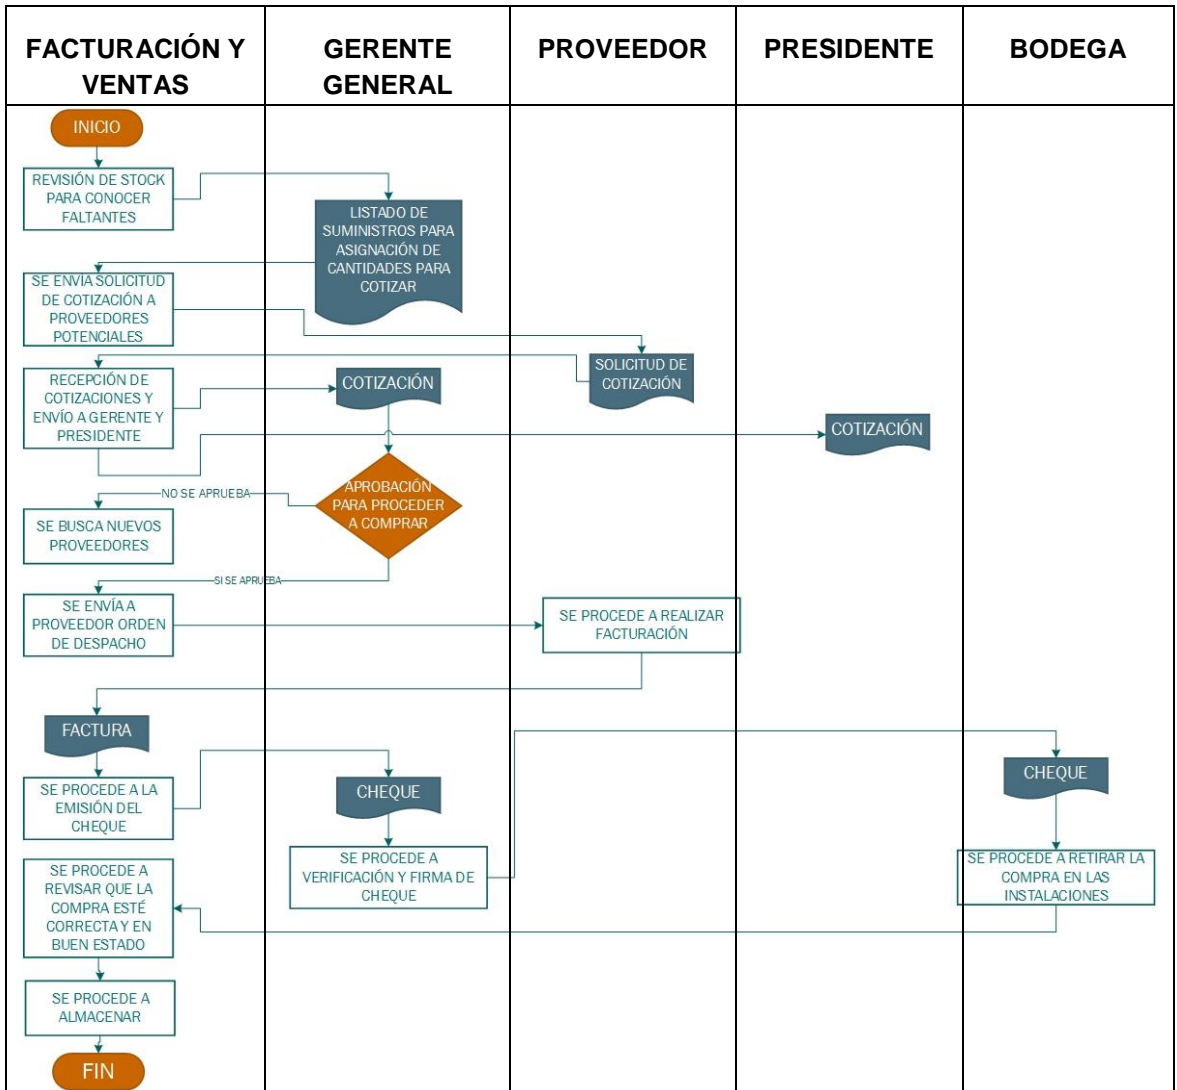 FACTURACIÓN Y
VENTAS
GERENTE
GENERAL
PROVEEDOR
PRESIDENTE
BODEGA
INICIO
REVISIÓN DE STOCK
PARA CONOCER
FALTANTES
LISTADO DE
SUMINISTROS PARA
ASIGNACIÓN DE
CANTIDADES PARA
COTIZAR
SE ENVIA SOLICITUD
DE COTIZACIÓN A
PROVEEDORES
POTENCIALES
SOLICITUD DE
COTIZACIÓN
RECEPCIÓN DE
COTIZACIONES Y
ENVÍO A GERENTE Y
PRESIDENTE
COTIZACIÓN
COTIZACIÓN
APROBACIÓN
PARA PROCEDER
A COMPRAR
NO SE APRUEBA
SE BUSCA NUEVOS
PROVEEDORES
SI SE APRUEBA
SE ENVÍA A
PROVEEDOR ORDEN
DE DESPACHO
SE PROCEDE A REALIZAR
FACTURACIÓN
FACTURA
SE PROCEDE A LA
EMISIÓN DEL
CHEQUE
CHEQUE
CHEQUE
SE PROCEDE A
VERIFICACIÓN Y FIRMA DE
CHEQUE
SE PROCEDE A RETIRAR LA
COMPRA EN LAS
INSTALACIONES
SE PROCEDE A
REVISAR QUE LA
COMPRA ESTÉ
CORRECTA Y EN
BUEN ESTADO
SE PROCEDE A
ALMACENAR
FIN